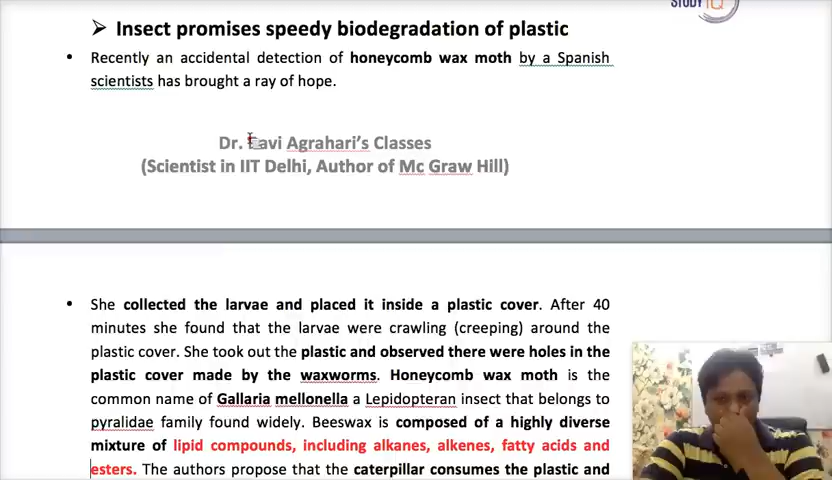 STUDY IQ
➤ Insect promises speedy biodegradation of plastic
• Recently an accidental detection of honeycomb wax moth by a Spanish
scientists has brought a ray of hope.
Dr. Ravi Agrahari's Classes
(Scientist in IIT Delhi, Author of Mc Graw Hill)
• She collected the larvae and placed it inside a plastic cover. After 40
minutes she found that the larvae were crawling (creeping) around the
plastic cover. She took out the plastic and observed there were holes in the
plastic cover made by the waxworms. Honeycomb wax moth is the
common name of Gallaria mellonella a Lepidopteran insect that belongs to
pyralidae family found widely. Beeswax is composed of a highly diverse
mixture of lipid compounds, including alkanes, alkenes, fatty acids and
esters. The authors propose that the caterpillar consumes the plastic and